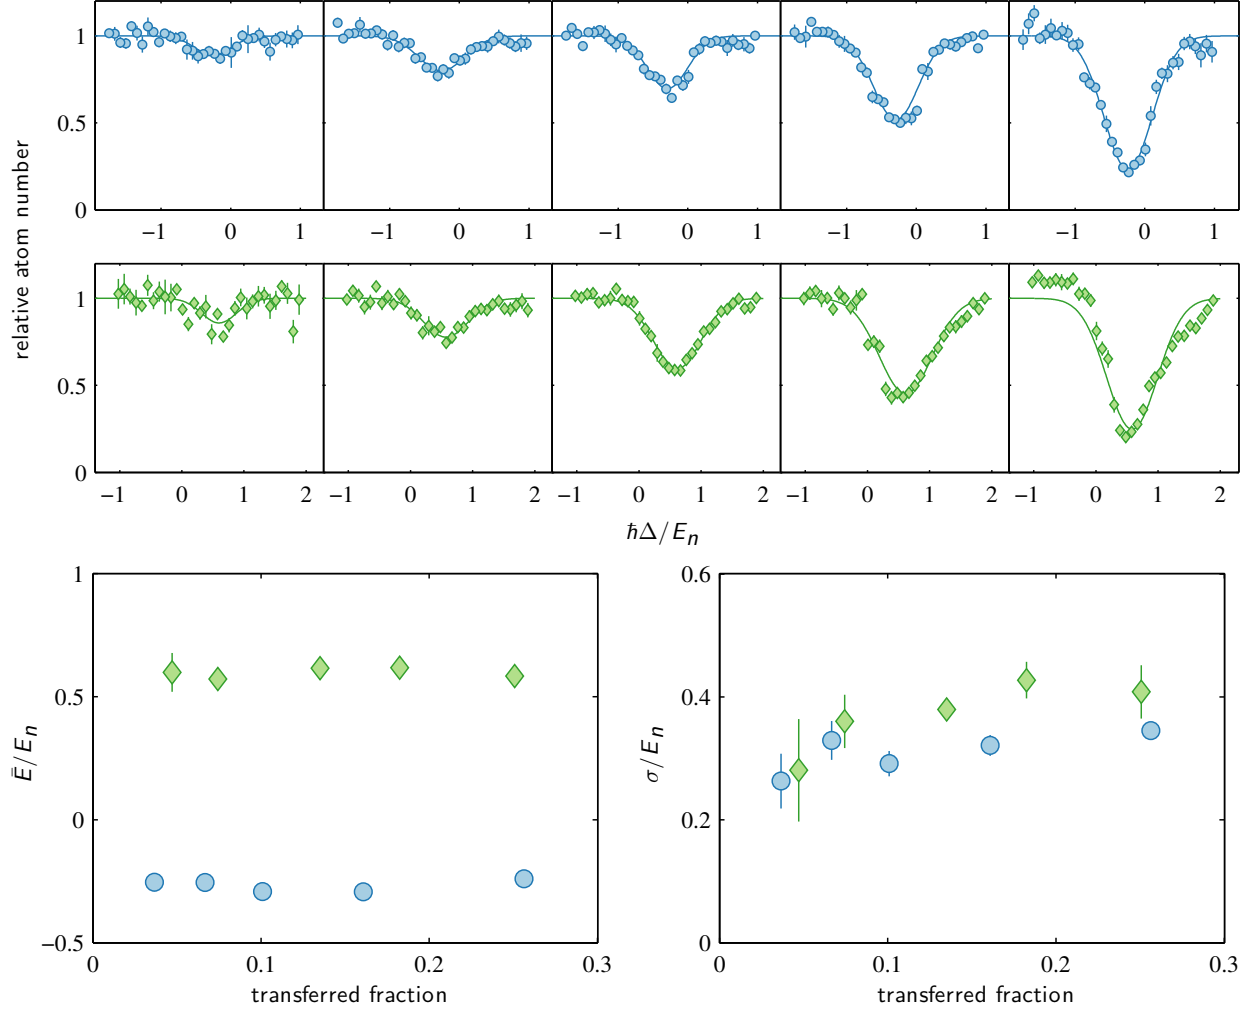 relative atom number
1
0.5
0
−1 0 1 −1 0 1 −1 0 1 −1 0 1 −1 0 1
1
0.5
0
−1 0 1 2 −1 0 1 2 −1 0 1 2 −1 0 1 2 −1 0 1 2
ħΔ/Eₙ
Ē/Eₙ
1
0.5
0
−0.5
0 0.1 0.2 0.3
transferred fraction
σ/Eₙ
0.6
0.4
0.2
0
0 0.1 0.2 0.3
transferred fraction